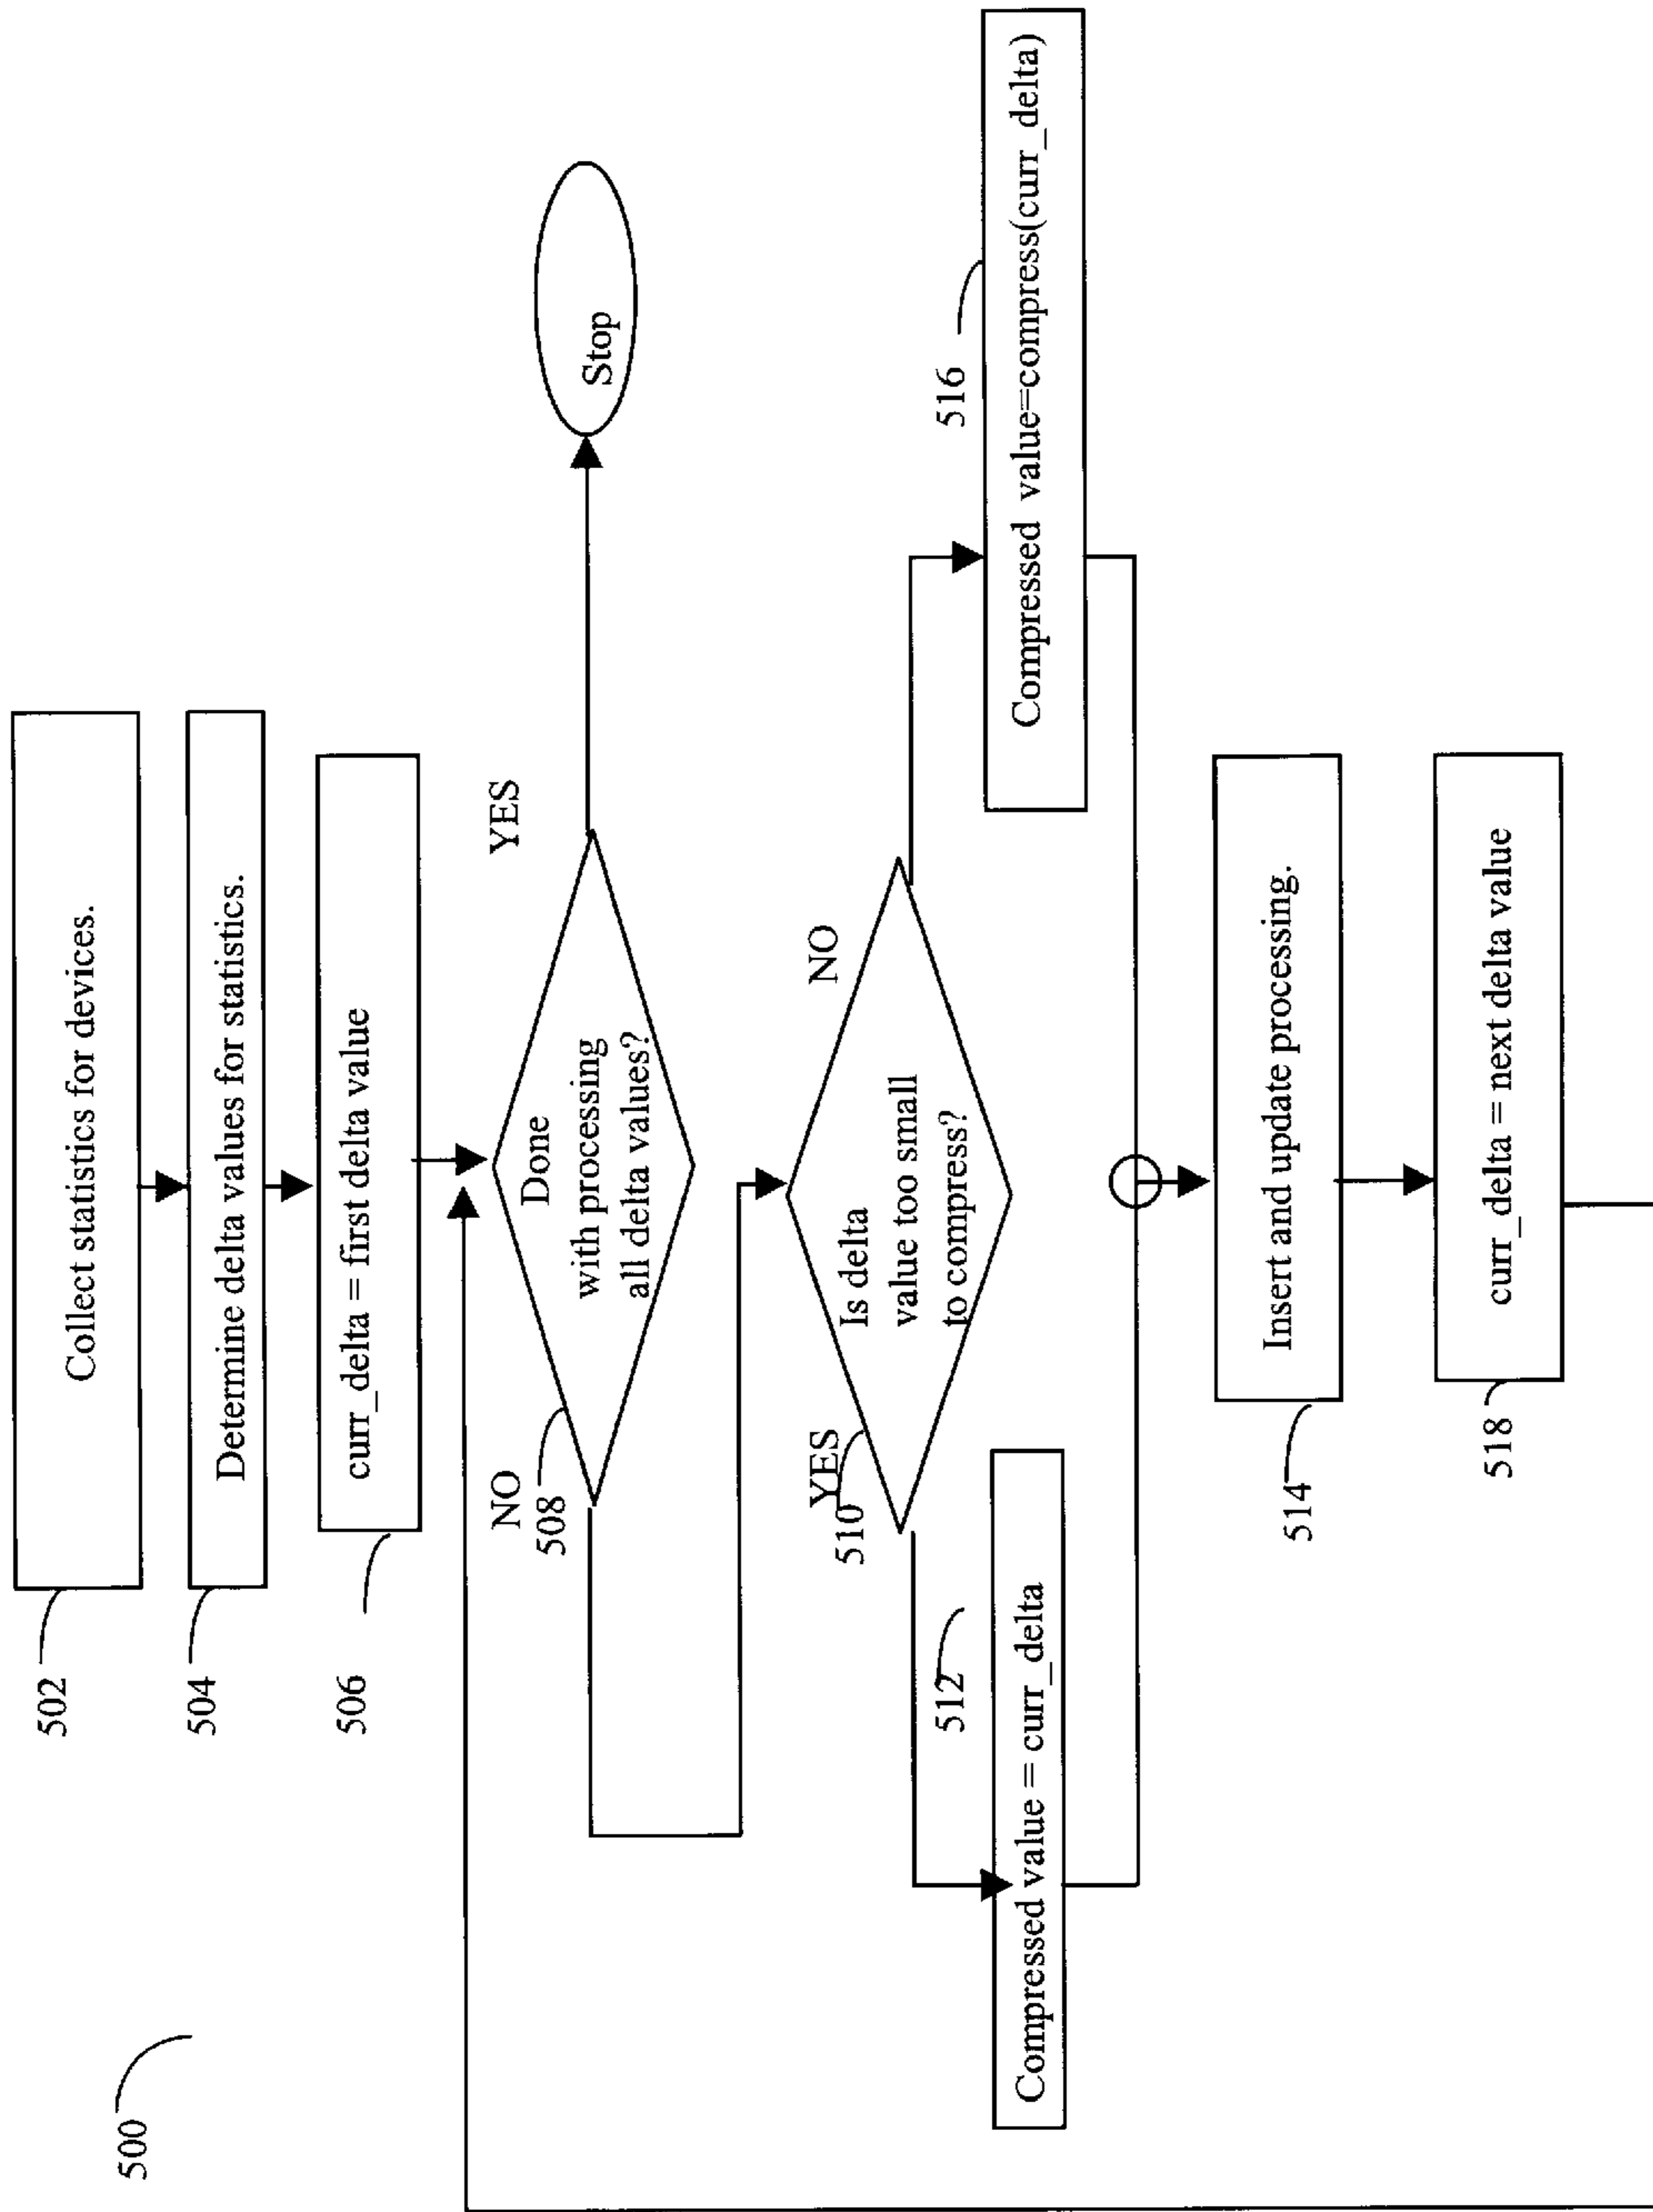 500
502
Collect statistics for devices.
504
Determine delta values for statistics.
506
curr_delta = first delta value
NO
508
Done
with processing
all delta values?
YES
Stop
YES
510
Is delta
value too small
to compress?
NO
512
Compressed value = curr_delta
516
Compressed value=compress(curr_delta)
514
Insert and update processing.
518
curr_delta = next delta value